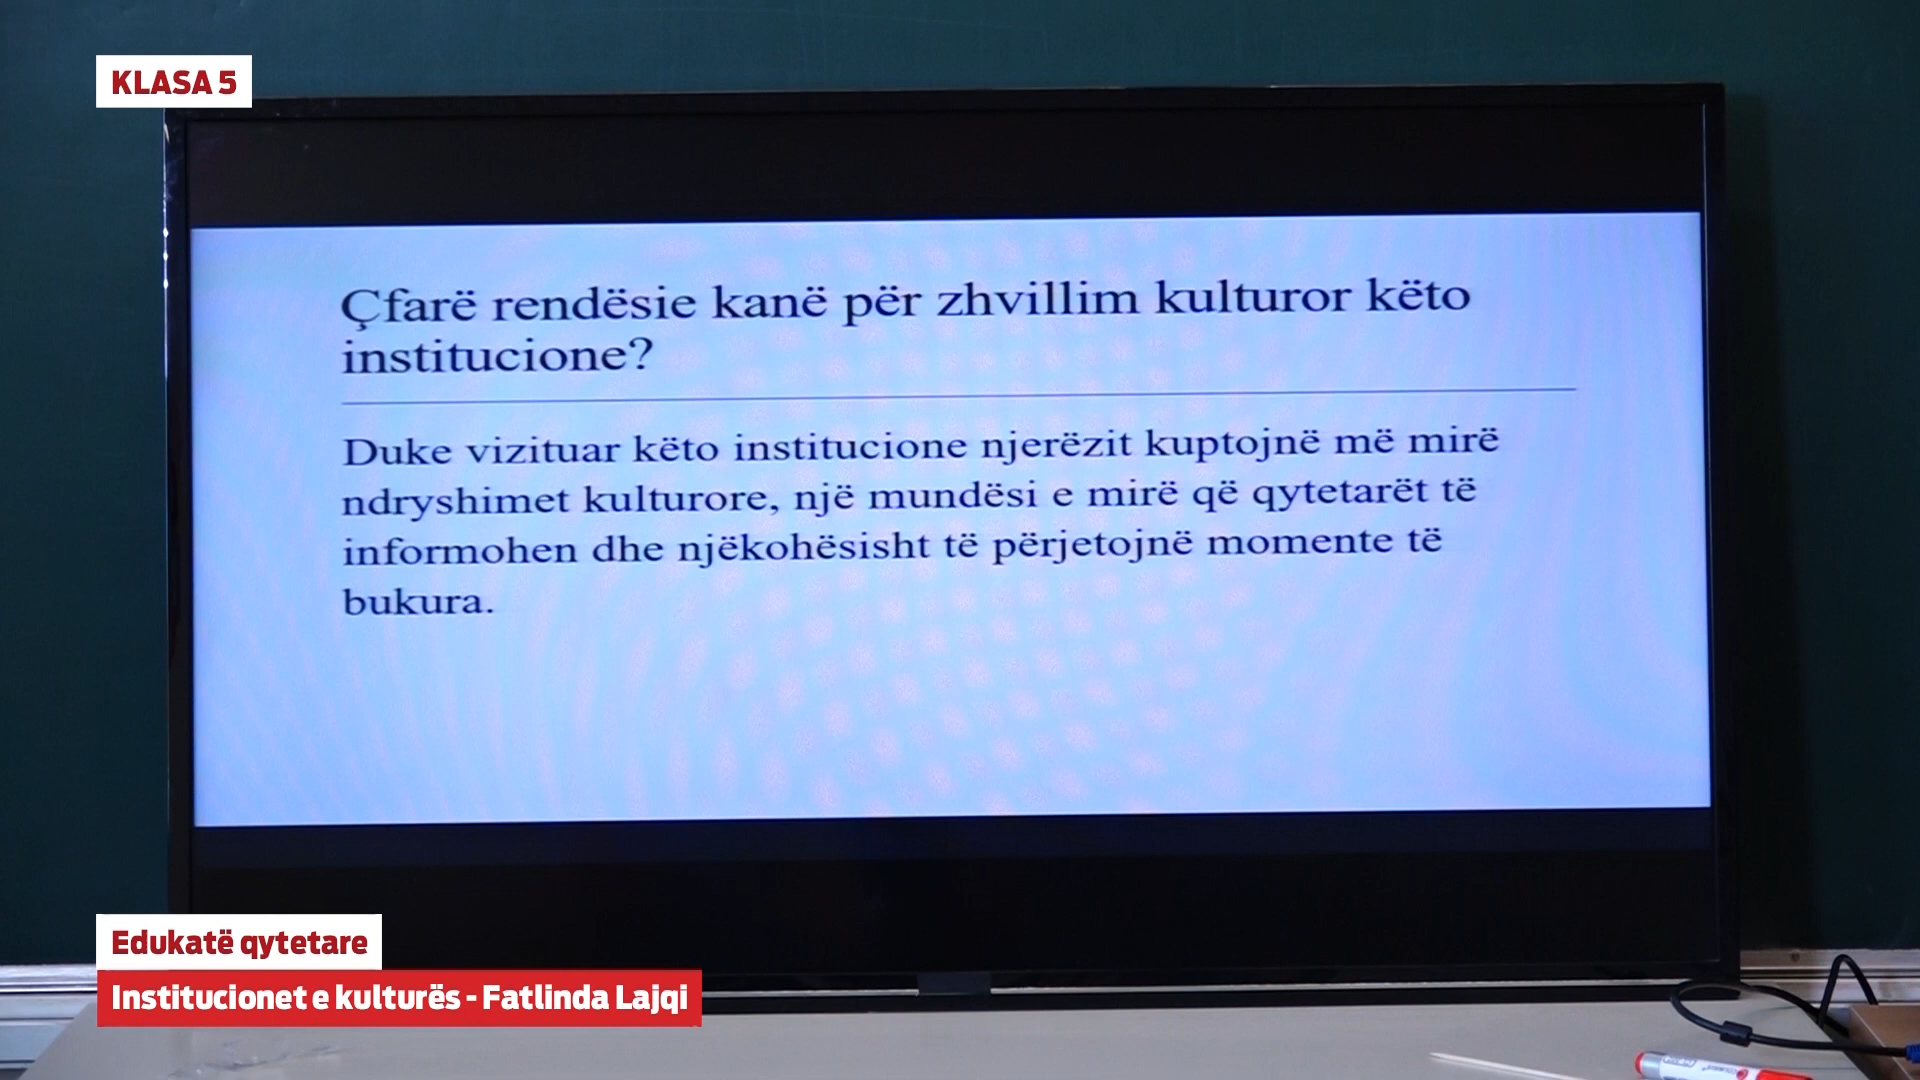 KLASA 5
Çfarë rendësie kanë për zhvillim kulturor këto
institucione?
Duke vizituar këto institucione njerëzit kuptojnë më mirë
ndryshimet kulturore, një mundësi e mirë që qytetarët të
informohen dhe njëkohësisht të përjetojnë momente të
bukura.
Edukatë qytetare
Institucionet e kulturës - Fatlinda Lajqi